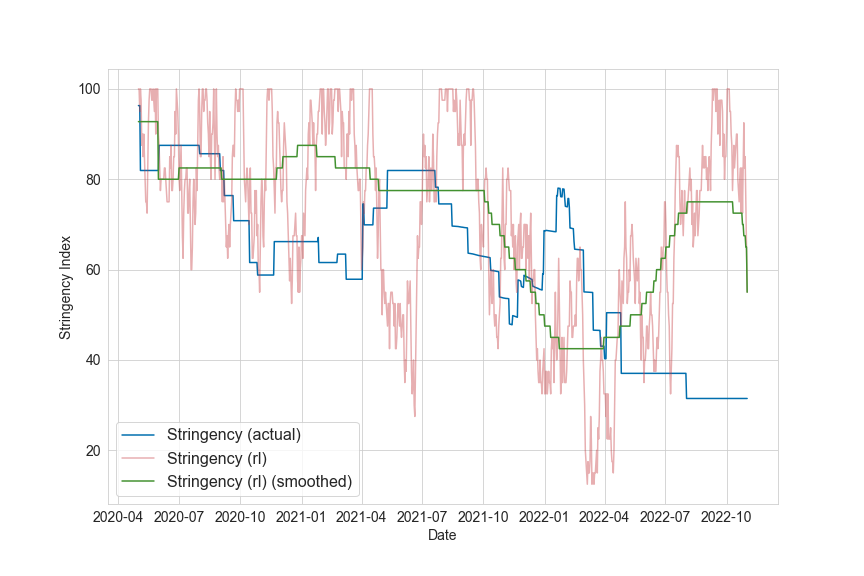 100
80
60
40
20
Stringency Index
Stringency (actual)
Stringency (rl)
Stringency (rl) (smoothed)
2020-04 2020-07 2020-10 2021-01 2021-04 2021-07 2021-10 2022-01 2022-04 2022-07 2022-10
Date